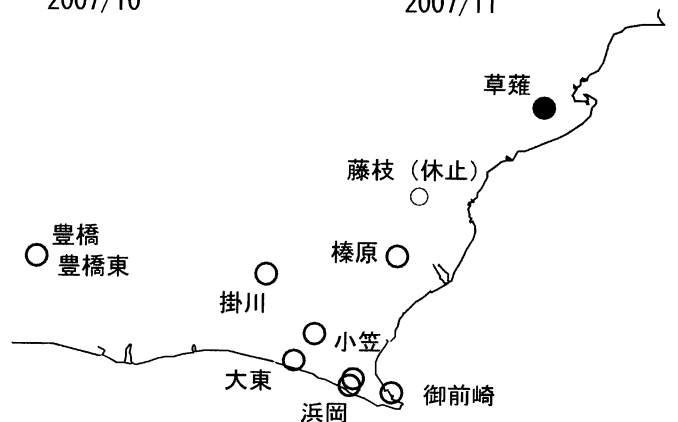 2007/10
2007/11
草薙
藤枝（休止）
豊橋
豊橋東
榛原
掛川
小笠
大東
浜岡
御前崎